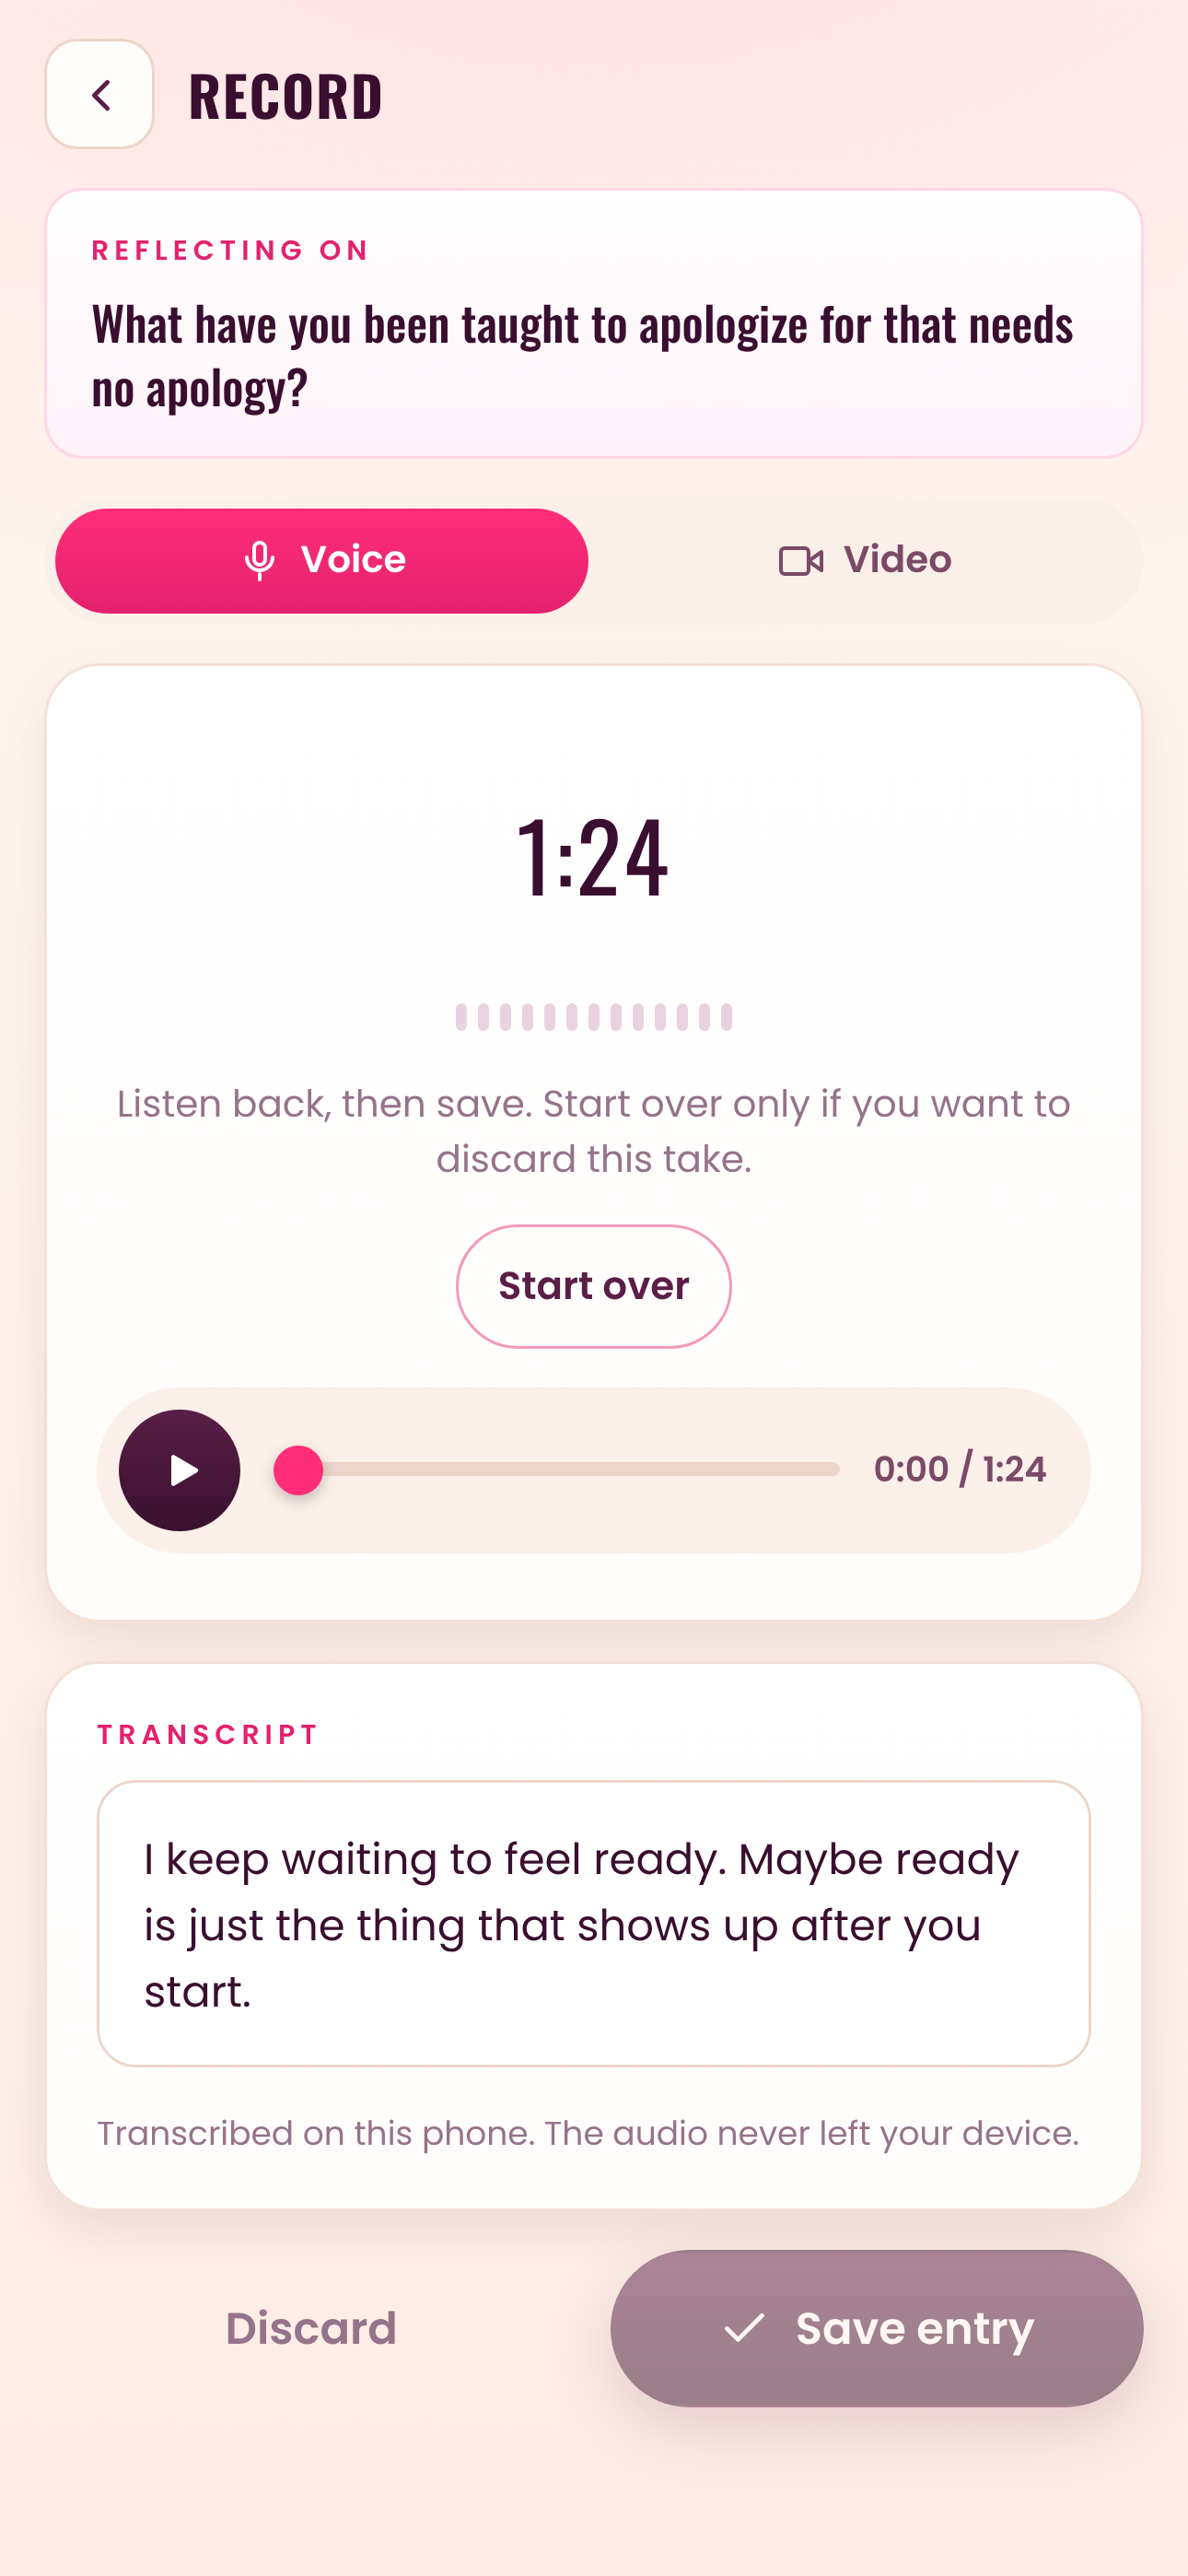 RECORD
REFLECTING ON
What have you been taught to apologize for that needs
no apology?
Voice
Video
1:24
Listen back, then save. Start over only if you want to
discard this take.
Start over
0:00 / 1:24
TRANSCRIPT
I keep waiting to feel ready. Maybe ready
is just the thing that shows up after you
start.
Transcribed on this phone. The audio never left your device.
Discard
Save entry